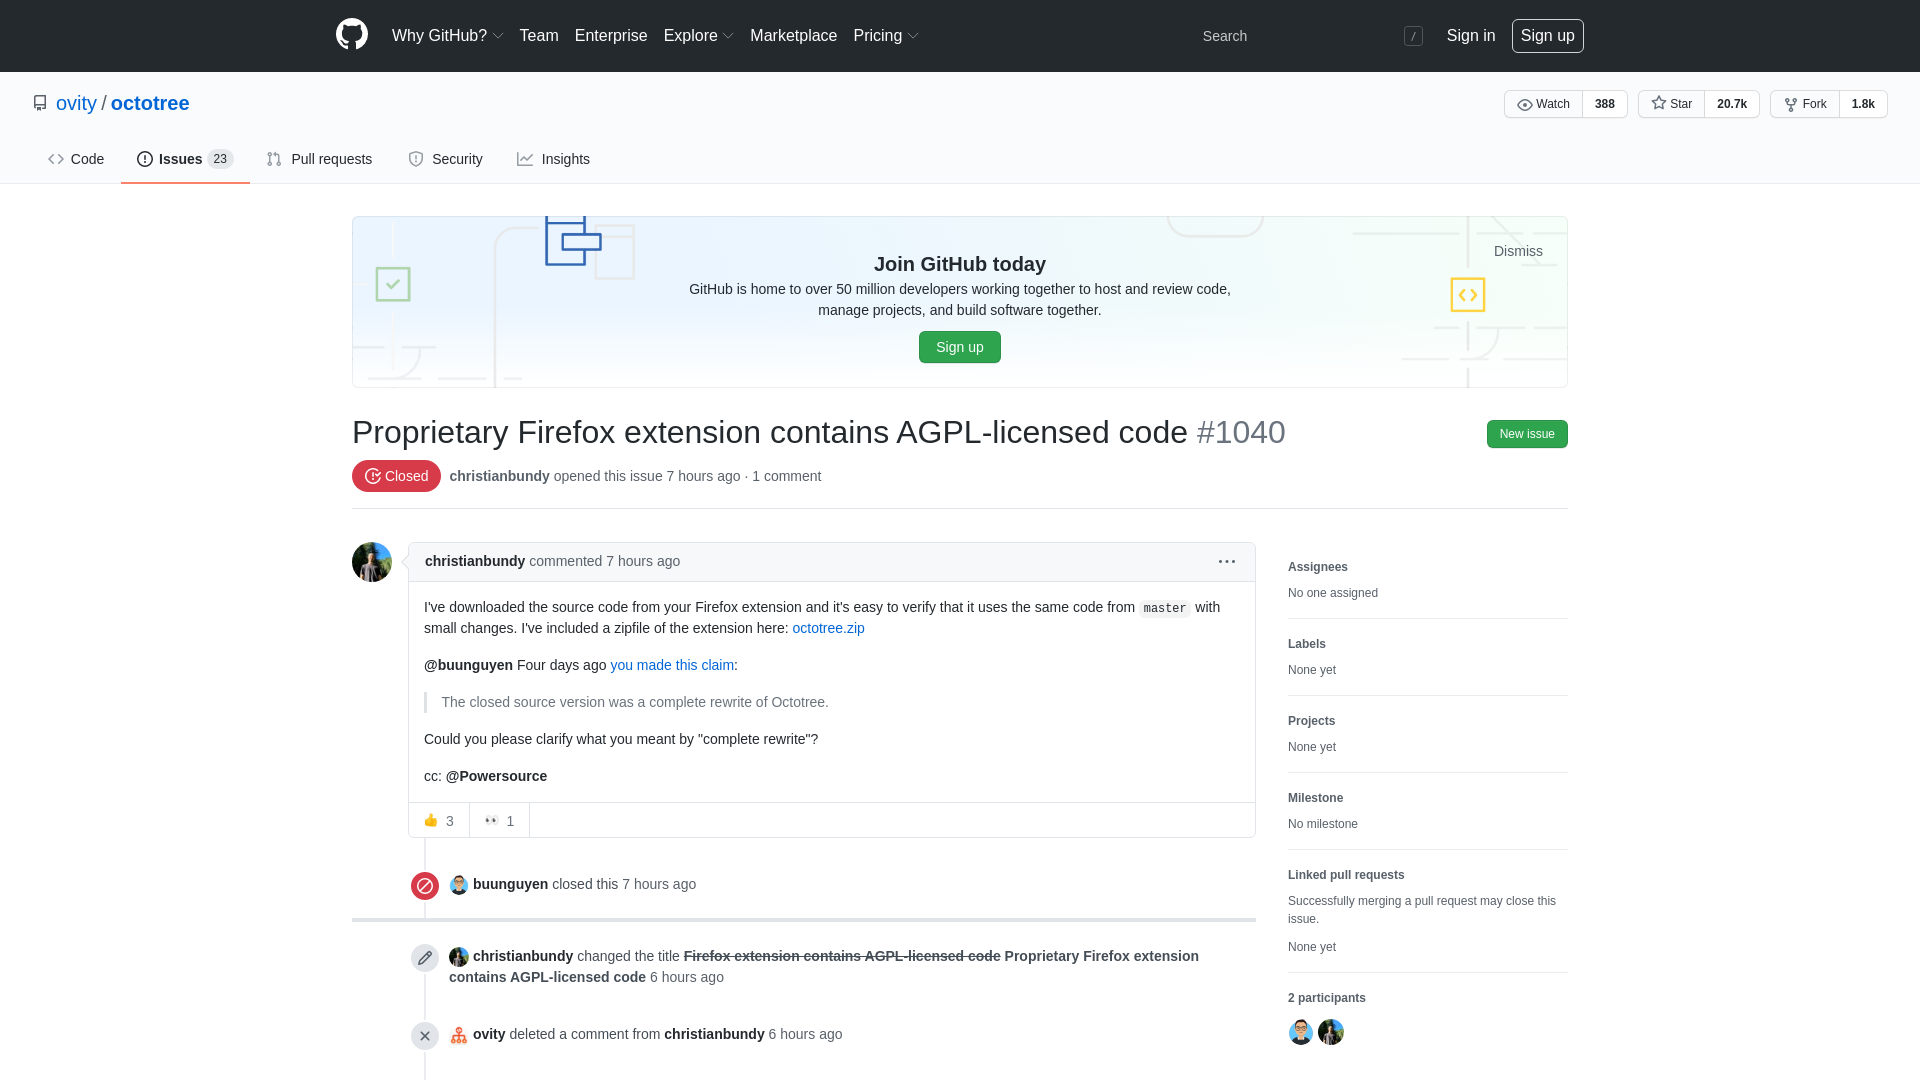 Why GitHub? Team Enterprise Explore Marketplace Pricing Search / Sign in Sign up
ovity / octotree
Watch 388 Star 20.7k Fork 1.8k
Code Issues 23 Pull requests Security Insights
Dismiss
Join GitHub today
GitHub is home to over 50 million developers working together to host and review code,
manage projects, and build software together.
Sign up
Proprietary Firefox extension contains AGPL-licensed code #1040
New issue
Closed christianbundy opened this issue 7 hours ago · 1 comment
christianbundy commented 7 hours ago
I've downloaded the source code from your Firefox extension and it's easy to verify that it uses the same code from master with
small changes. I've included a zipfile of the extension here: octotree.zip
@buunguyen Four days ago you made this claim:
The closed source version was a complete rewrite of Octotree.
Could you please clarify what you meant by "complete rewrite"?
cc: @Powersource
👍 3 👀 1
buunguyen closed this 7 hours ago
christianbundy changed the title Firefox extension contains AGPL-licensed code Proprietary Firefox extension
contains AGPL-licensed code 6 hours ago
ovity deleted a comment from christianbundy 6 hours ago
Assignees
No one assigned
Labels
None yet
Projects
None yet
Milestone
No milestone
Linked pull requests
Successfully merging a pull request may close this
issue.
None yet
2 participants